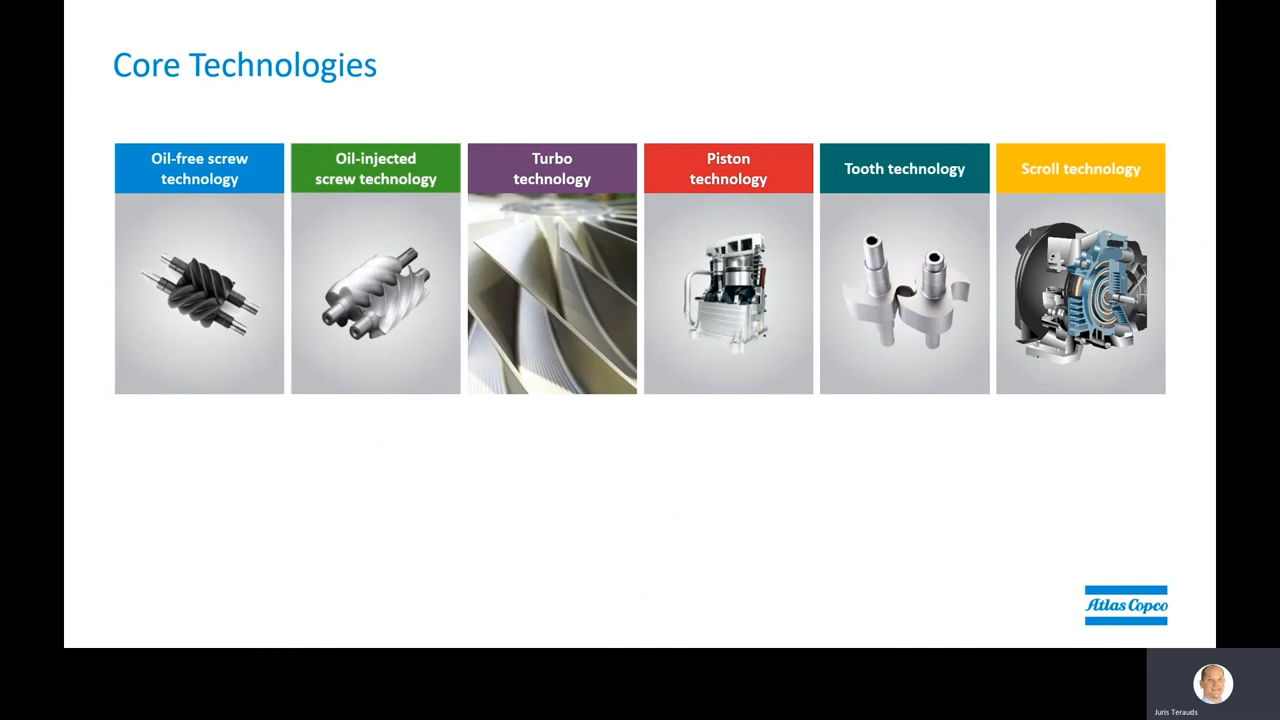 Core Technologies
Oil-free screw
technology
Oil-injected
screw technology
Turbo
technology
Piston
technology
Tooth technology
Scroll technology
Atlas Copco
Juris Terauds